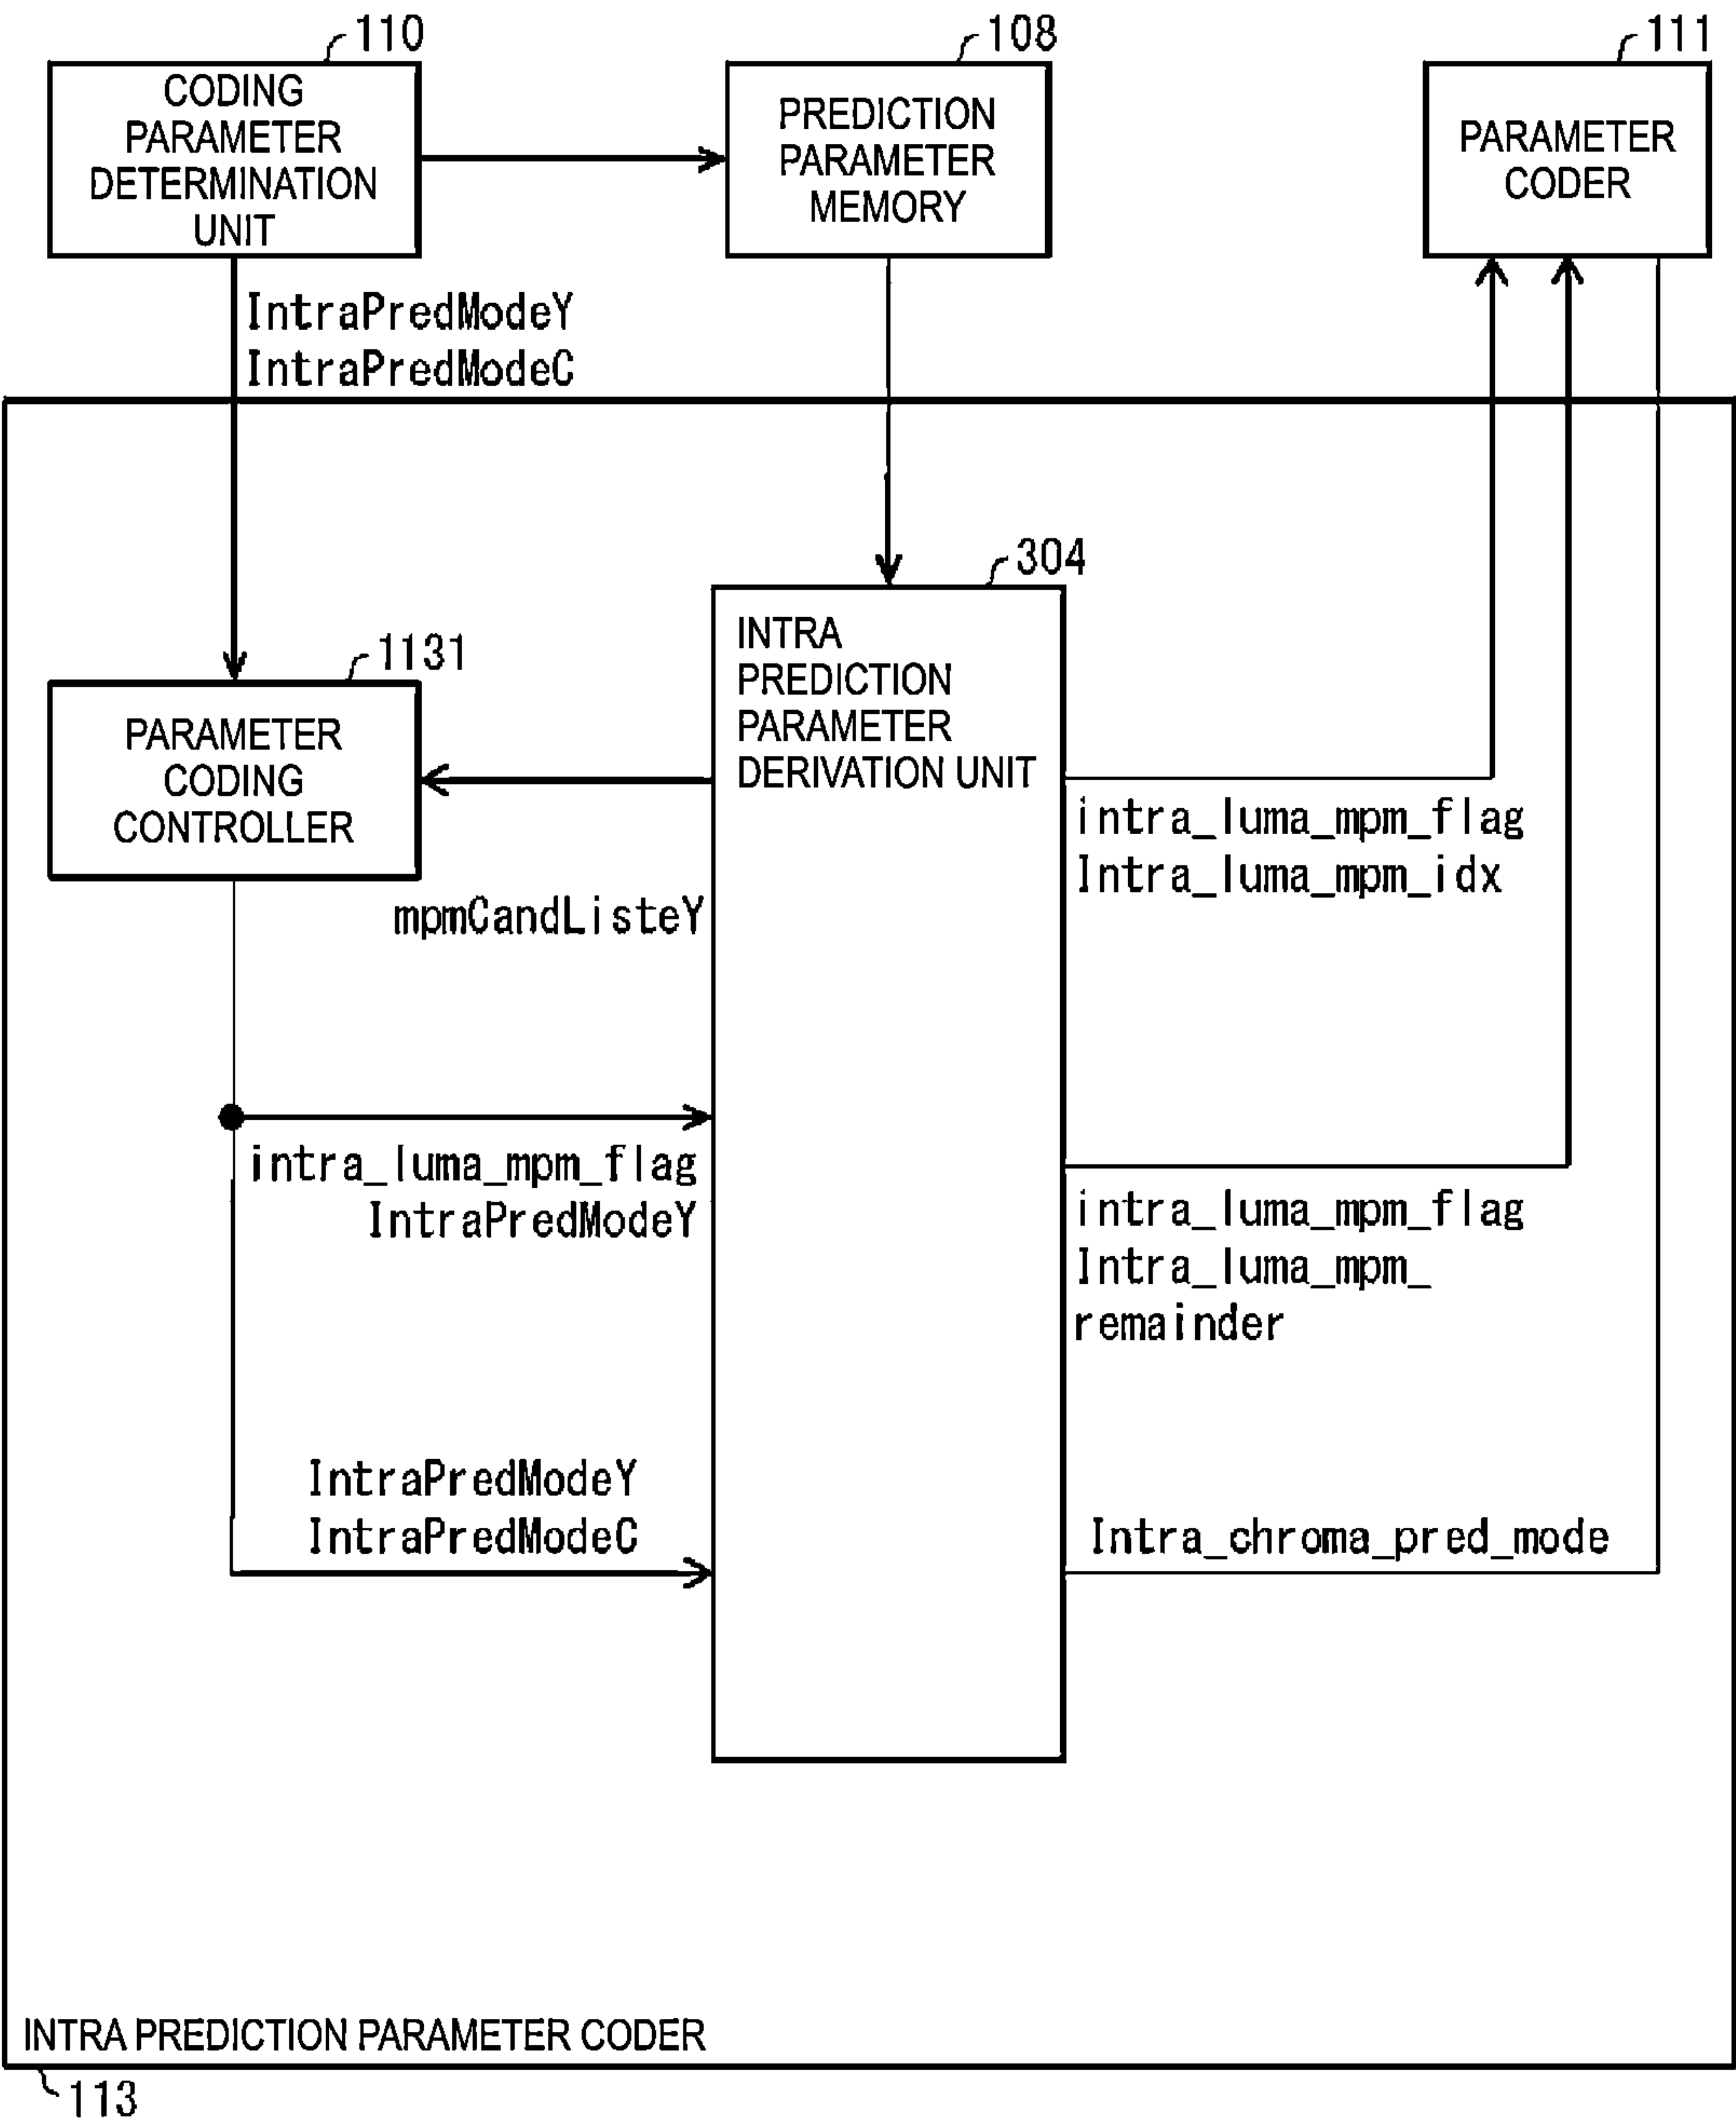 110
CODING
PARAMETER
DETERMINATION
UNIT
108
PREDICTION
PARAMETER
MEMORY
111
PARAMETER
CODER
IntraPredModeY
IntraPredModeC
304
INTRA
PREDICTION
PARAMETER
DERIVATION UNIT
1131
PARAMETER
CODING
CONTROLLER
mpmCandListeY
intra_luma_mpm_flag
Intra_luma_mpm_idx
intra_luma_mpm_flag
IntraPredModeY
intra_luma_mpm_flag
Intra_luma_mpm_
remainder
IntraPredModeY
IntraPredModeC
Intra_chroma_pred_mode
INTRA PREDICTION PARAMETER CODER
113